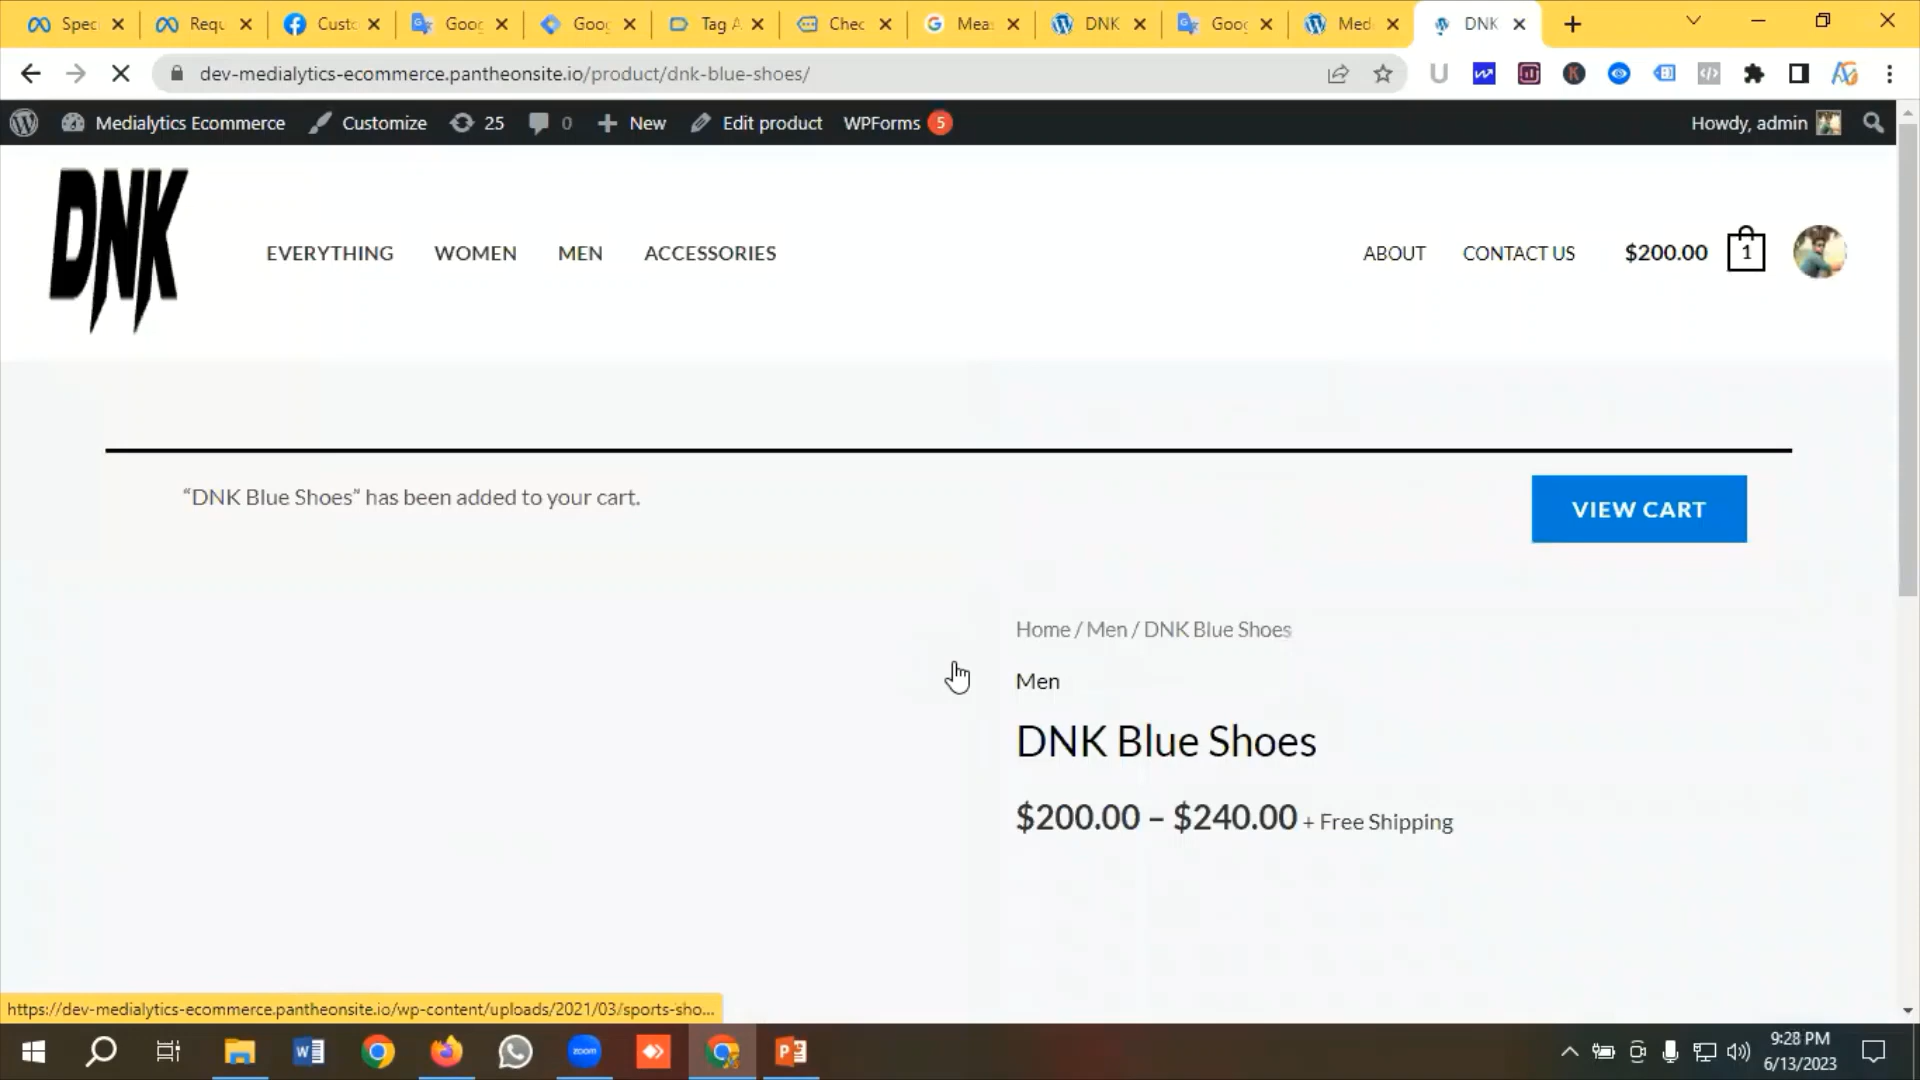 Spec Requ Custo Goog Goog Tag A Chec Mea DNK Goog Med DNK
dev-medialytics-ecommerce.pantheonsite.io/product/dnk-blue-shoes/
Medialytics Ecommerce Customize 25 0 New Edit product WPForms 5 Howdy, admin
DNK EVERYTHING WOMEN MEN ACCESSORIES ABOUT CONTACT US $200.00 1
“DNK Blue Shoes” has been added to your cart. VIEW CART
Home / Men / DNK Blue Shoes
Men
DNK Blue Shoes
$200.00 – $240.00 + Free Shipping
https://dev-medialytics-ecommerce.pantheonsite.io/wp-content/uploads/2021/03/sports-sho...
zoom
9:28 PM
6/13/2023